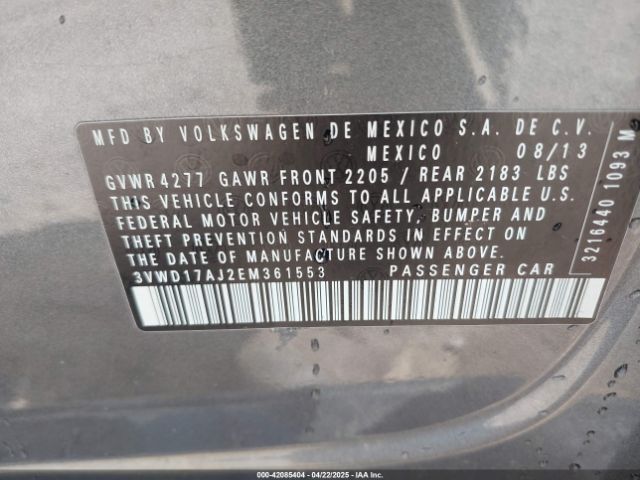 MFD BY VOLKSWAGEN DE MEXICO S.A. DE C.V.
MEXICO 08/13
GVWR 4277 GAWR FRONT 2205 / REAR 2183 LBS
THIS VEHICLE CONFORMS TO ALL APPLICABLE U.S.
FEDERAL MOTOR VEHICLE SAFETY, BUMPER AND
THEFT PREVENTION STANDARDS IN EFFECT ON
THE DATE OF MANUFACTURE SHOWN ABOVE.
3VWD17AJ2EM361553 PASSENGER CAR
3216440 1093 M
000-42085404 - 04/22/2025 - IAAI.COM